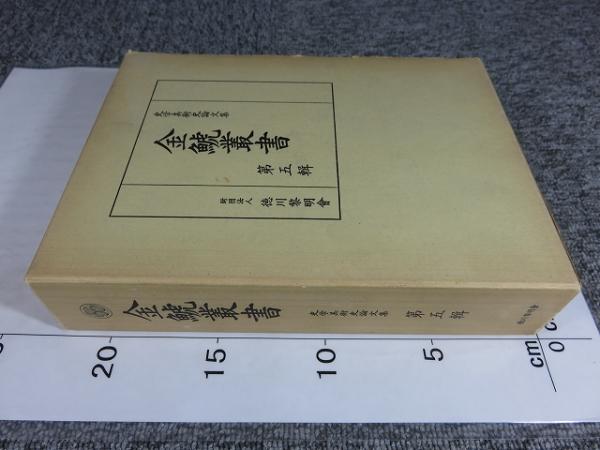 史学美術史論文集
金鯱叢書
第五輯
財団法人 徳川黎明會
金鯱叢書 史学美術史論文集 第五輯
20 15 10 5 0
cm